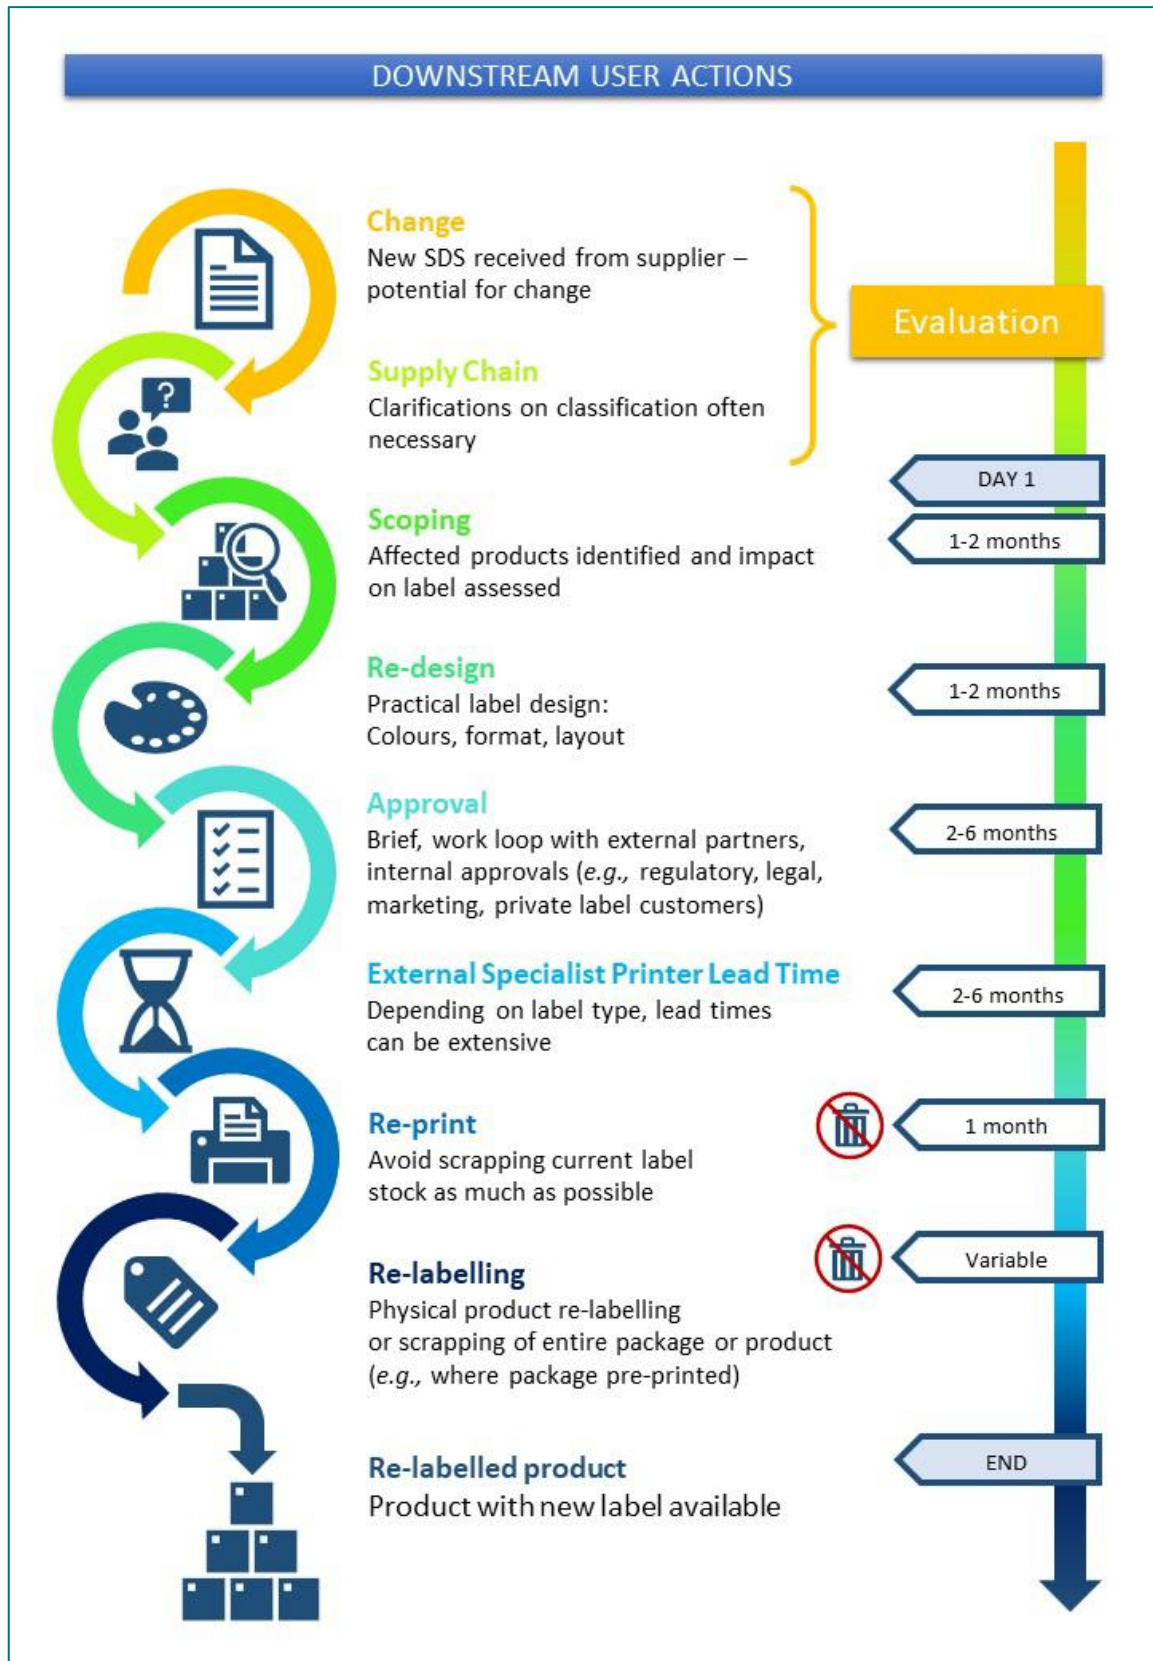 DOWNSTREAM USER ACTIONS
Change
New SDS received from supplier –
potential for change
Evaluation
Supply Chain
Clarifications on classification often
necessary
?
DAY 1
Scoping
Affected products identified and impact
on label assessed
1-2 months
Re-design
Practical label design:
Colours, format, layout
1-2 months
Approval
Brief, work loop with external partners,
internal approvals (e.g., regulatory, legal,
marketing, private label customers)
2-6 months
External Specialist Printer Lead Time
Depending on label type, lead times
can be extensive
2-6 months
Re-print
Avoid scrapping current label
stock as much as possible
1 month
Re-labelling
Physical product re-labelling
or scrapping of entire package or product
(e.g., where package pre-printed)
Variable
Re-labelled product
Product with new label available
END